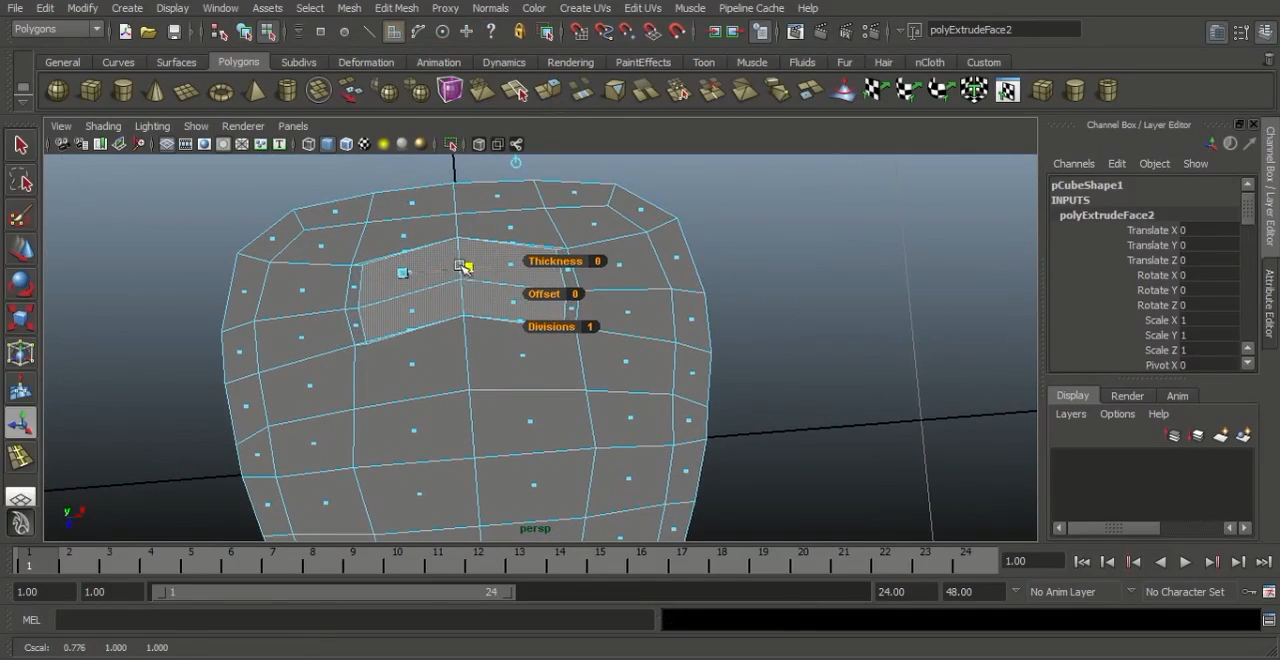 File Edit Modify Create Display Window Assets Select Mesh Edit Mesh Proxy Normals Color Create UVs Edit UVs Muscle Pipeline Cache Help
Polygons polyExtrudeFace2
General Curves Surfaces Polygons Subdivs Deformation Animation Dynamics Rendering PaintEffects Toon Muscle Fluids Fur Hair nCloth Custom
View Shading Lighting Show Renderer Panels
Channel Box / Layer Editor
Channels Edit Object Show
pCubeShape1
INPUTS
polyExtrudeFace2
Translate X 0
Translate Y 0
Translate Z 0
Rotate X 0
Rotate Y 0
Rotate Z 0
Scale X 1
Scale Y 1
Scale Z 1
Pivot X 0
Channel Box / Layer Editor
Attribute Editor
Thickness 0
Offset 0
Divisions 1
Display Render Anim
Layers Options Help
y
x
z
persp
1 2 3 4 5 6 7 8 9 10 11 12 13 14 15 16 17 18 19 20 21 22 23 24
1 1.00
1.00 1.00 1 24 24.00 48.00 No Anim Layer No Character Set
MEL
Cscal: 0.776 1.000 1.000